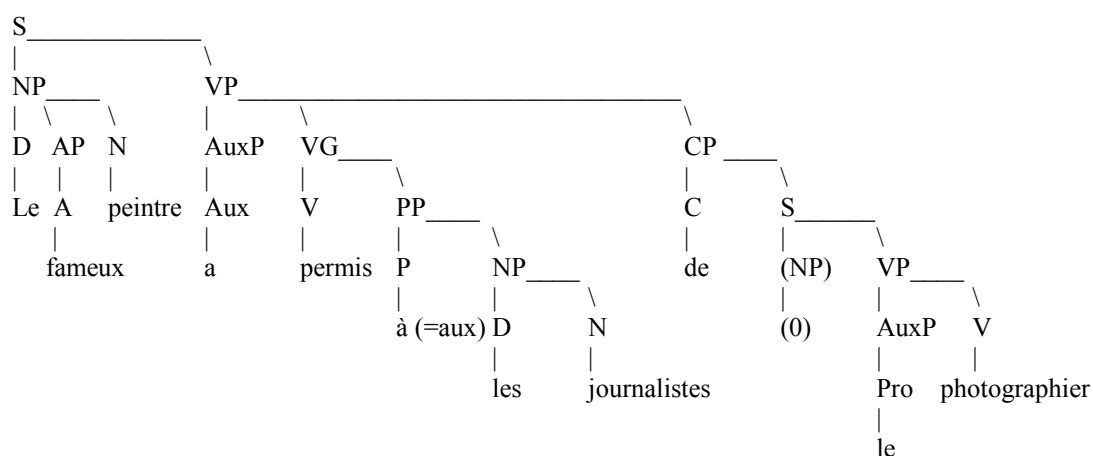 S
NP VP
D AP N AuxP VG CP
Le A peintre Aux V PP C S
fameux a permis P NP de (NP) VP
à (=aux) D N (0) AuxP V
les journalistes Pro photographier
le